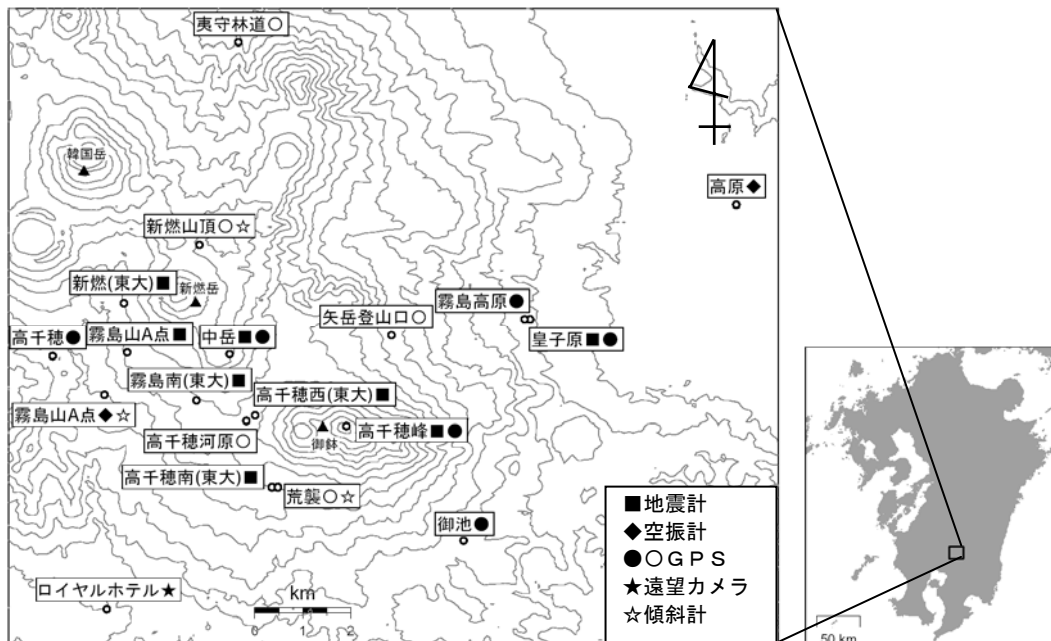 夷守林道○
韓国岳
高原◆
新燃山頂○☆
新燃(東大)■
新燃岳
霧島高原●
矢岳登山口○
高千穂●
霧島山A点■
中岳■●
皇子原■●
霧島南(東大)■
高千穂西(東大)■
霧島山A点◆☆
高千穂河原○
御鉢
高千穂峰■●
高千穂南(東大)■
荒襲○☆
御池●
ロイヤルホテル★
km
0 1 2
■地震計
◆空振計
●○GPS
★遠望カメラ
☆傾斜計
50 km